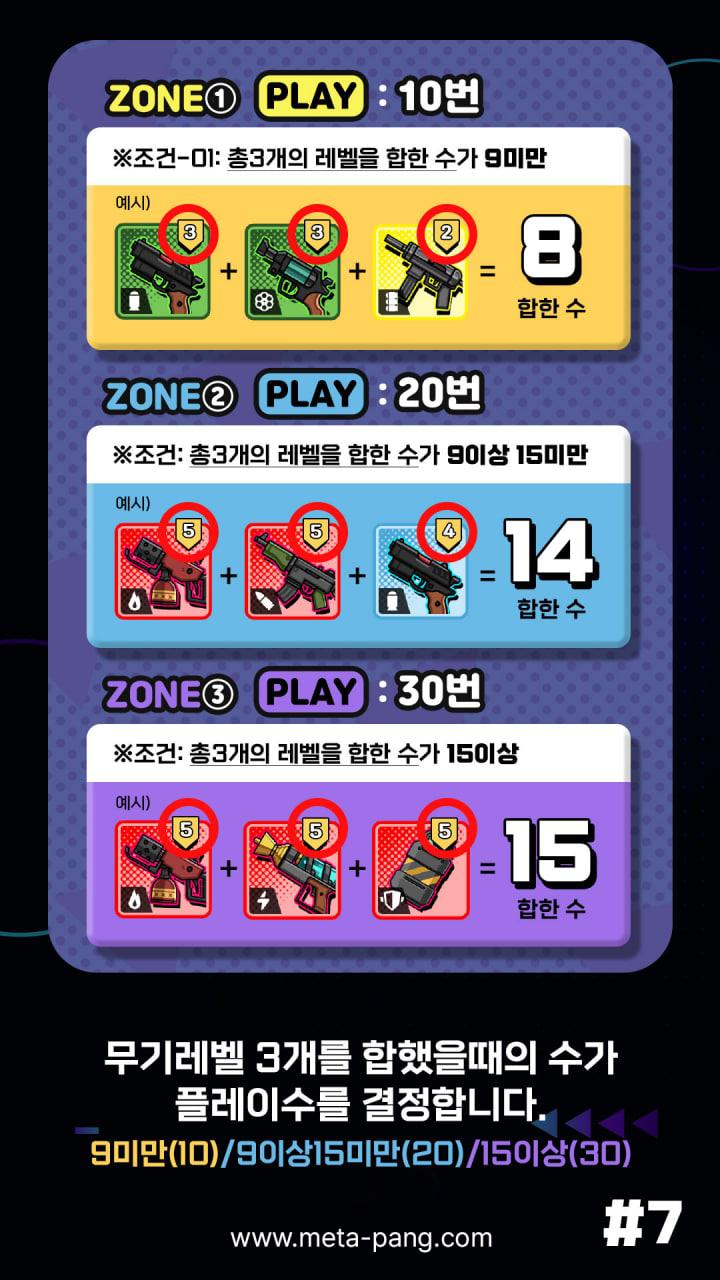 ZONE① PLAY : 10번
※조건-01: 총3개의 레벨을 합한 수가 9미만
예시)
3 + 3 + 2 = 8
합한 수
ZONE② PLAY : 20번
※조건: 총3개의 레벨을 합한 수가 9이상 15미만
예시)
5 + 5 + 4 = 14
합한 수
ZONE③ PLAY : 30번
※조건: 총3개의 레벨을 합한 수가 15이상
예시)
5 + 5 + 5 = 15
합한 수
무기레벨 3개를 합했을때의 수가
플레이수를 결정합니다.
9미만(10)/9이상15미만(20)/15이상(30)
#7
www.meta-pang.com